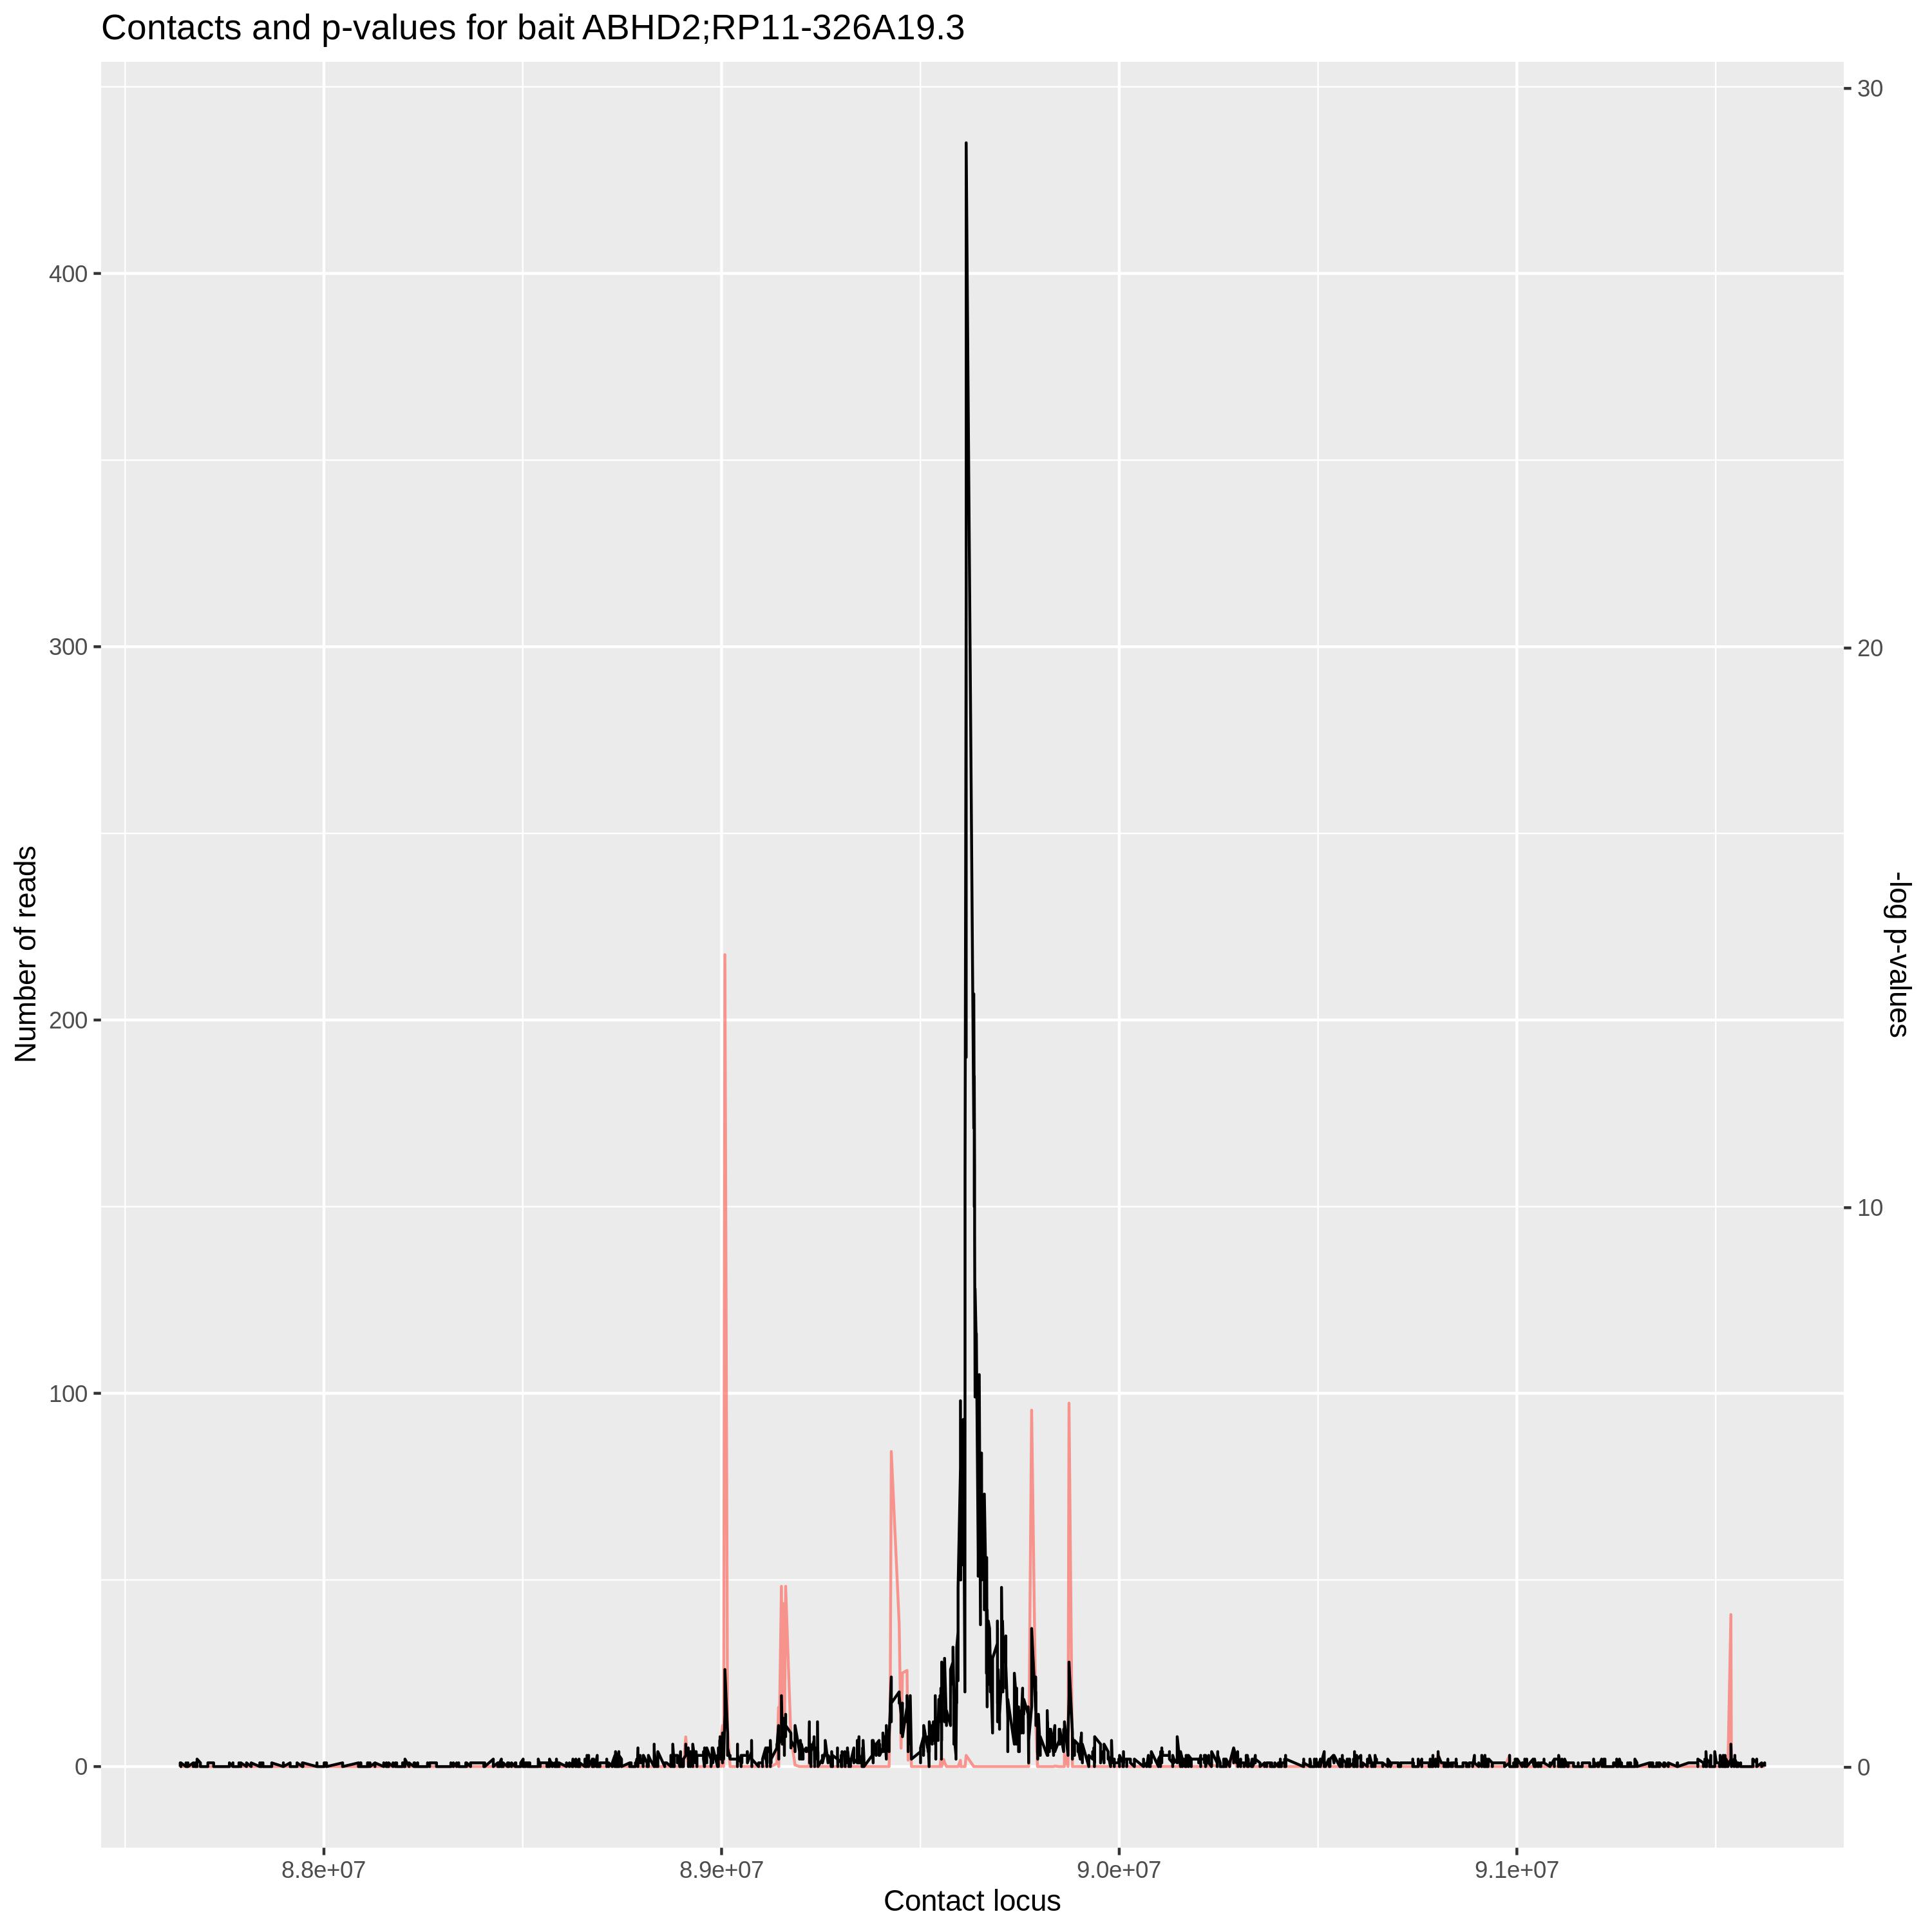 Contacts and p-values for bait ABHD2;RP11-326A19.3
Number of reads
400
300
200
100
0
30
20
10
0
-log p-values
8.8e+07
8.9e+07
9.0e+07
9.1e+07
Contact locus